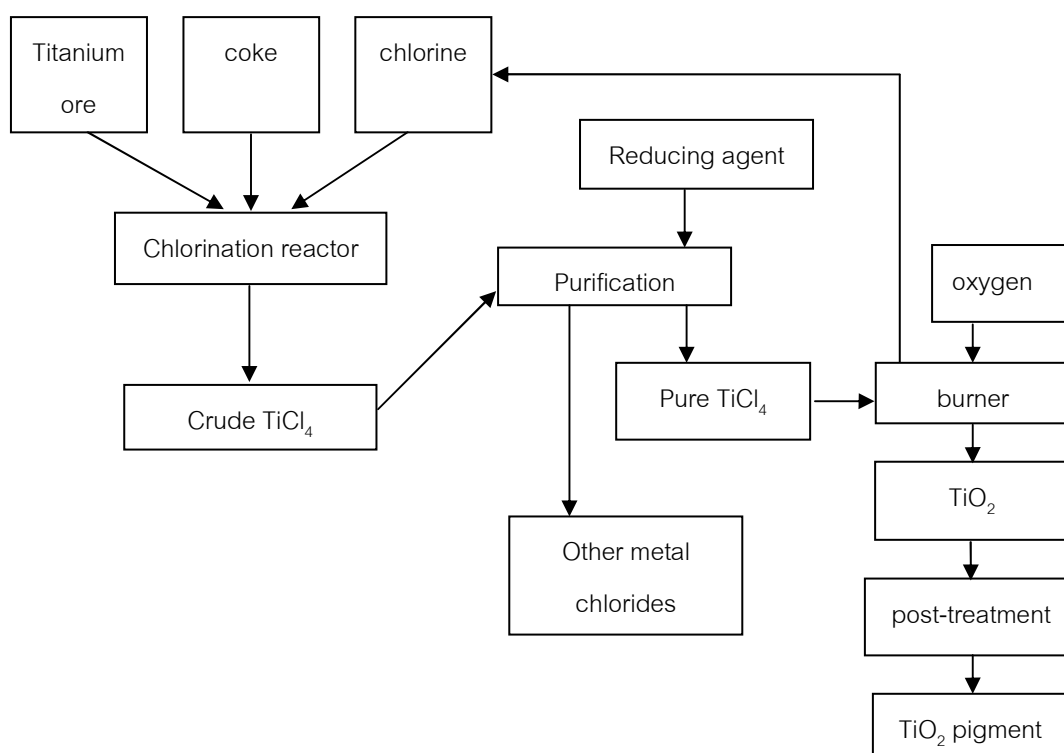 Titanium
ore
coke
chlorine
Reducing agent
Chlorination reactor
Purification
oxygen
Crude TiCl₄
Pure TiCl₄
burner
TiO₂
Other metal
chlorides
post-treatment
TiO₂ pigment